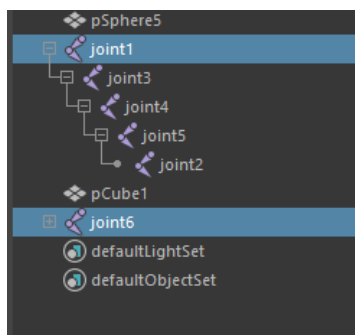 pSphere5
joint1
joint3
joint4
joint5
joint2
pCube1
joint6
defaultLightSet
defaultObjectSet